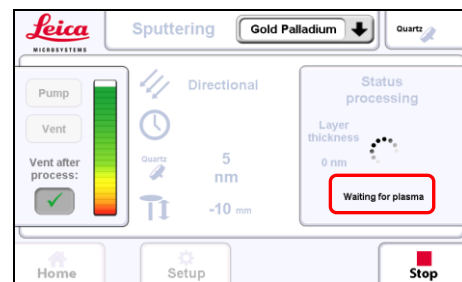 Leica
MICROSYSTEMS
Sputtering
Gold Palladium
Quartz
Pump
Vent
Vent after
process:
Directional
Quartz
5
nm
-10 mm
Status
processing
Layer
thickness
0 nm
Waiting for plasma
Home
Setup
Stop